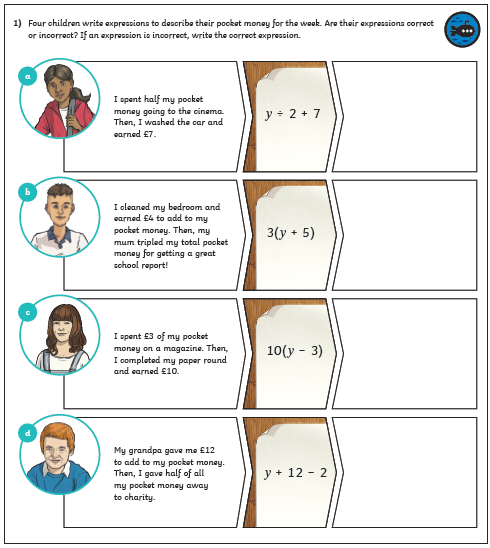 1) Four children write expressions to describe their pocket money for the week. Are their expressions correct
or incorrect? If an expression is incorrect, write the correct expression.
a
I spent half my pocket
money going to the cinema.
Then, I washed the car and
earned £7.
y ÷ 2 + 7
b
I cleaned my bedroom and
earned £4 to add to my
pocket money. Then, my
mum tripled my total pocket
money for getting a great
school report!
3(y + 5)
c
I spent £3 of my pocket
money on a magazine. Then,
I completed my paper round
and earned £10.
10(y − 3)
d
My grandpa gave me £12
to add to my pocket money.
Then, I gave half of all
my pocket money away
to charity.
y + 12 − 2